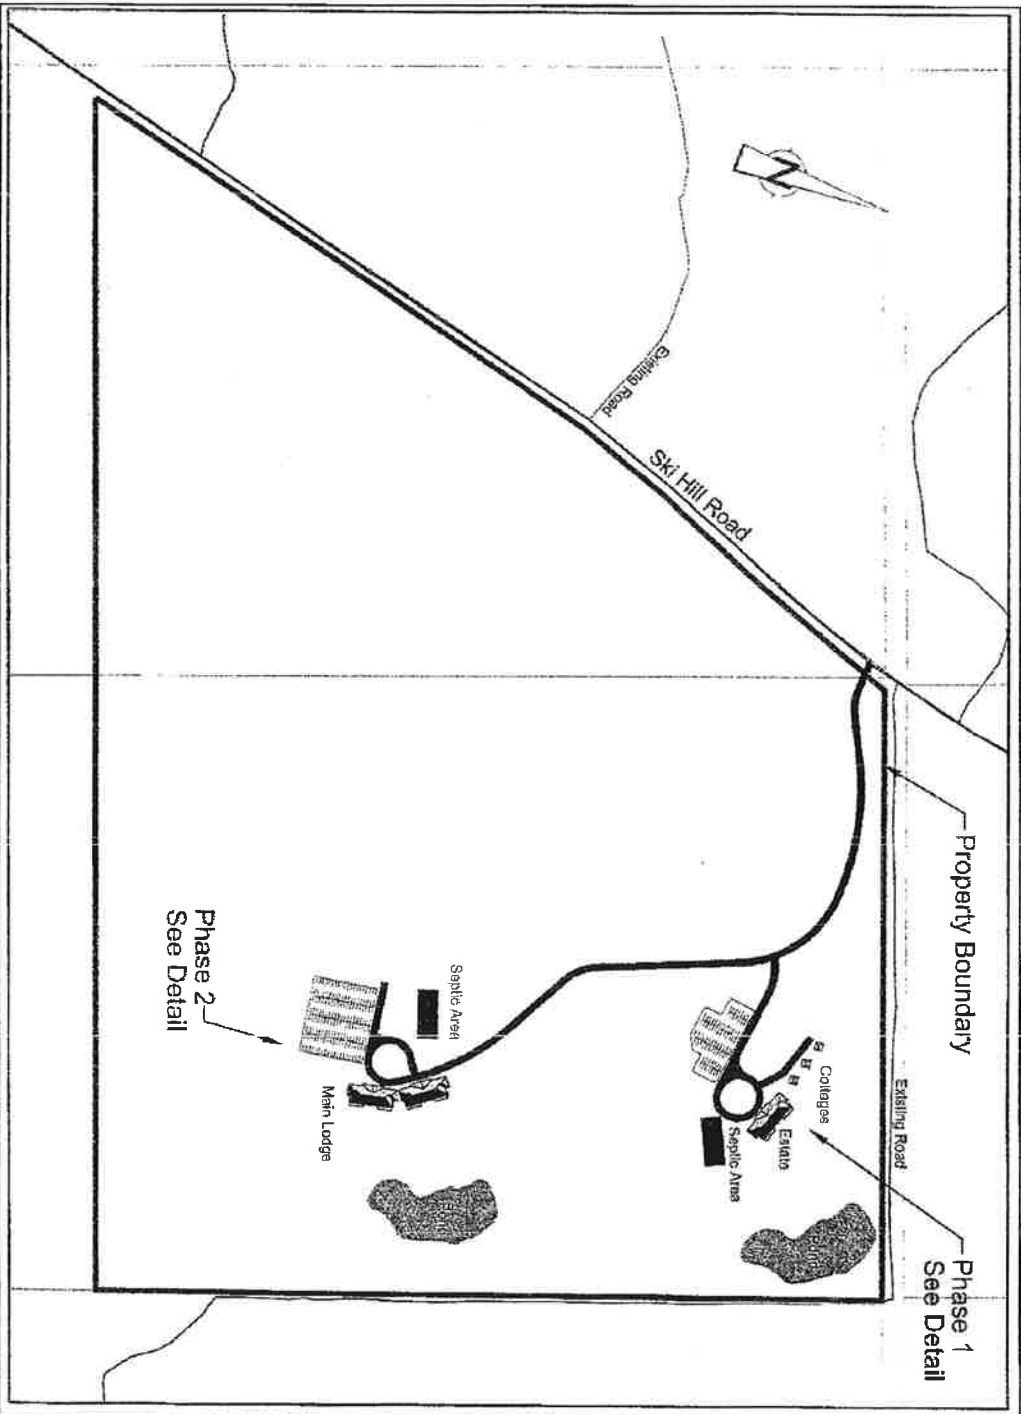 N
Existing Road
Ski Hill Road
Property Boundary
Existing Road
Phase 1
See Detail
Cottages
Estate
Septic Area
Septic Area
Phase 2
See Detail
Main Lodge